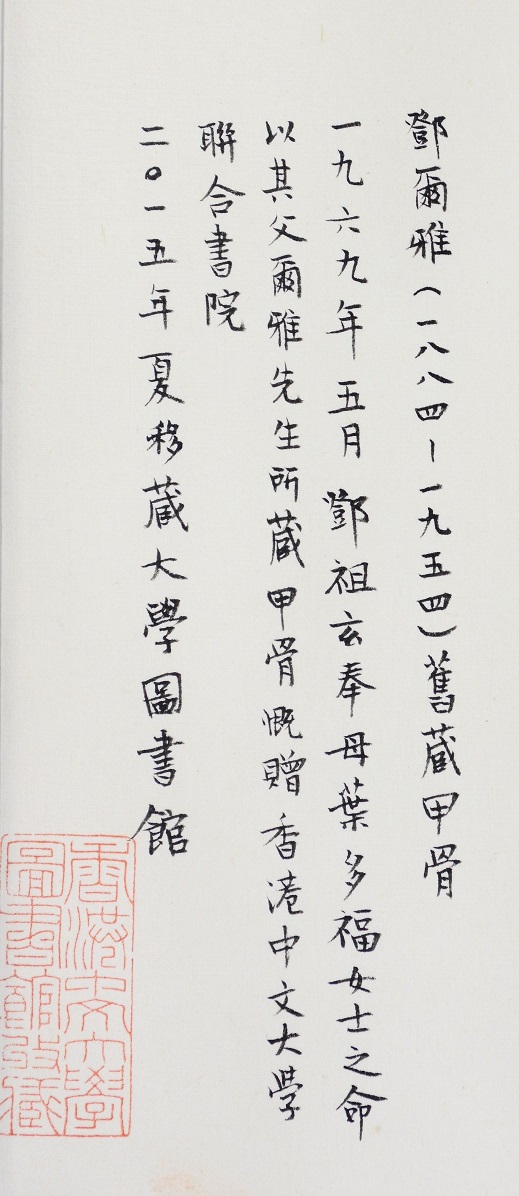 鄧爾雅（一八八四—一九五四）舊藏甲骨
一九六九年五月 鄧祖玄奉母葉多福女士之命
以其父爾雅先生所藏甲骨慨贈香港中文大學
聯合書院
二〇一五年夏移藏大學圖書館
香港中文大學
圖書館珍藏